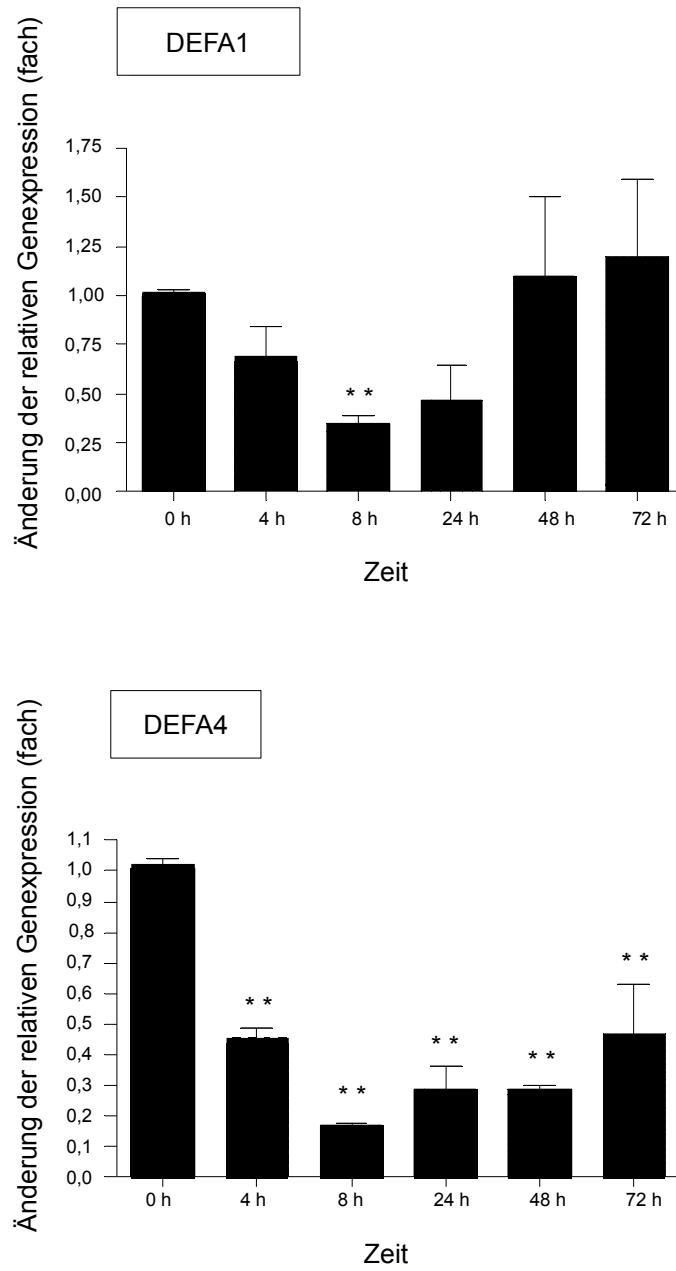 DEFA1
Änderung der relativen Genexpression (fach)
1,75
1,50
1,25
1,00
0,75
0,50
0,25
0,00
* *
0 h 4 h 8 h 24 h 48 h 72 h
Zeit
DEFA4
Änderung der relativen Genexpression (fach)
1,1
1,0
0,9
0,8
0,7
0,6
0,5
0,4
0,3
0,2
0,1
0,0
* * * * * * * * * *
0 h 4 h 8 h 24 h 48 h 72 h
Zeit